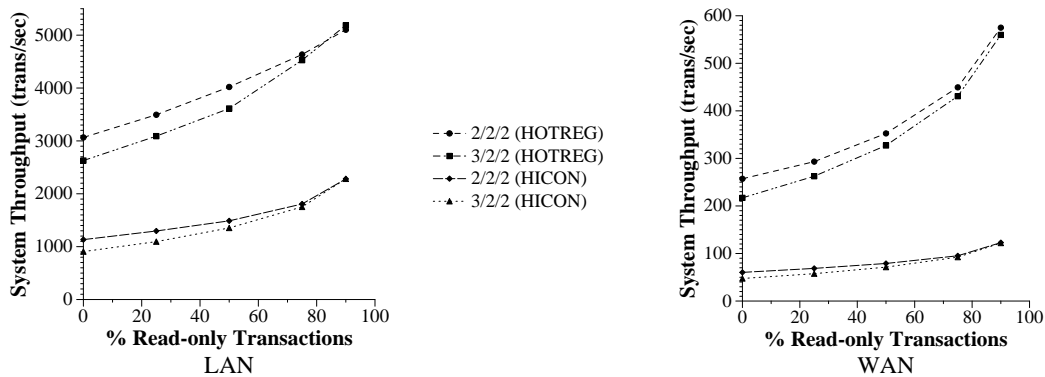 System Throughput (trans/sec)
5000
4000
3000
2000
1000
0
0 20 40 60 80 100
% Read-only Transactions
LAN
2/2/2 (HOTREG)
3/2/2 (HOTREG)
2/2/2 (HICON)
3/2/2 (HICON)
System Throughput (trans/sec)
600
500
400
300
200
100
0
0 20 40 60 80 100
% Read-only Transactions
WAN